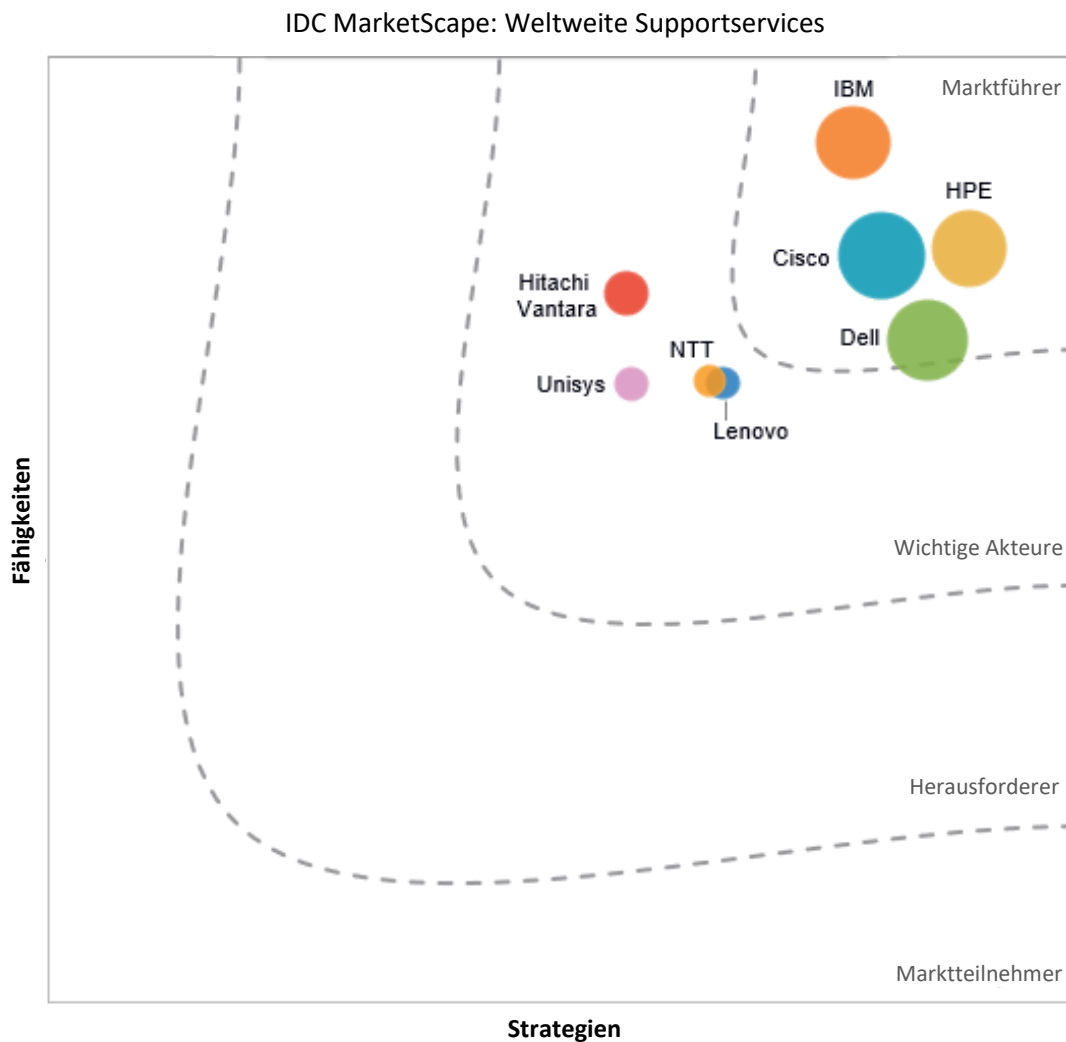 IDC MarketScape: Weltweite Supportservices
IBM
Marktführer
HPE
Cisco
Hitachi
Vantara
Dell
NTT
Unisys
Lenovo
Fähigkeiten
Wichtige Akteure
Herausforderer
Marktteilnehmer
Strategien